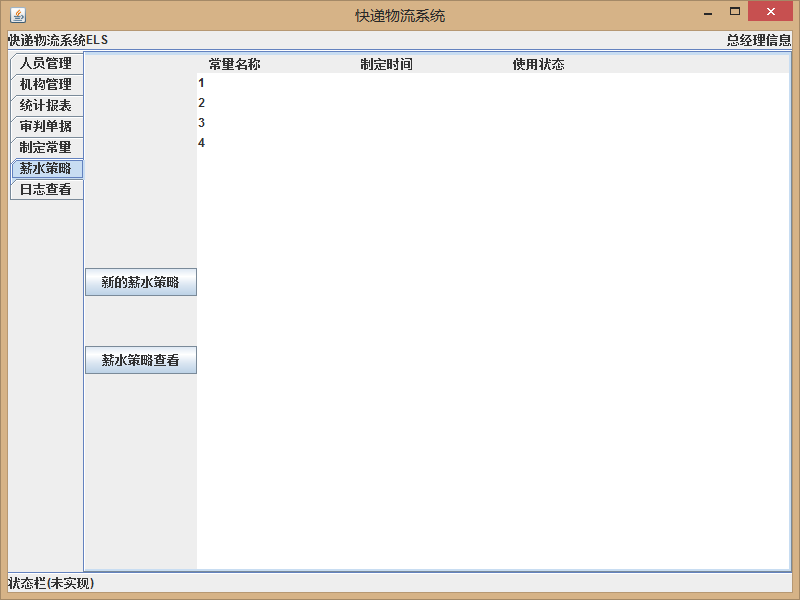 快递物流系统
快递物流系统ELS 总经理信息
人员管理
机构管理
统计报表
审判单据
制定常量
薪水策略
日志查看
新的薪水策略
薪水策略查看
常量名称 制定时间 使用状态
1
2
3
4
状态栏(未实现)